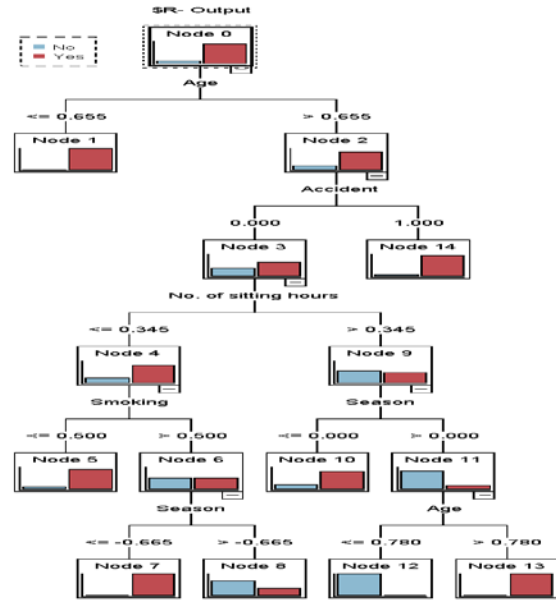 $R- Output
No
Yes
Node 0
Age
<= 0.655 > 0.655
Node 1 Node 2
Accident
0.000 1.000
Node 3 Node 14
No. of sitting hours
<= 0.345 > 0.345
Node 4 Node 9
Smoking Season
<= 0.500 > 0.500 <= 0.000 > 0.000
Node 5 Node 6 Node 10 Node 11
Season Age
<= -0.665 > -0.665 <= 0.780 > 0.780
Node 7 Node 8 Node 12 Node 13